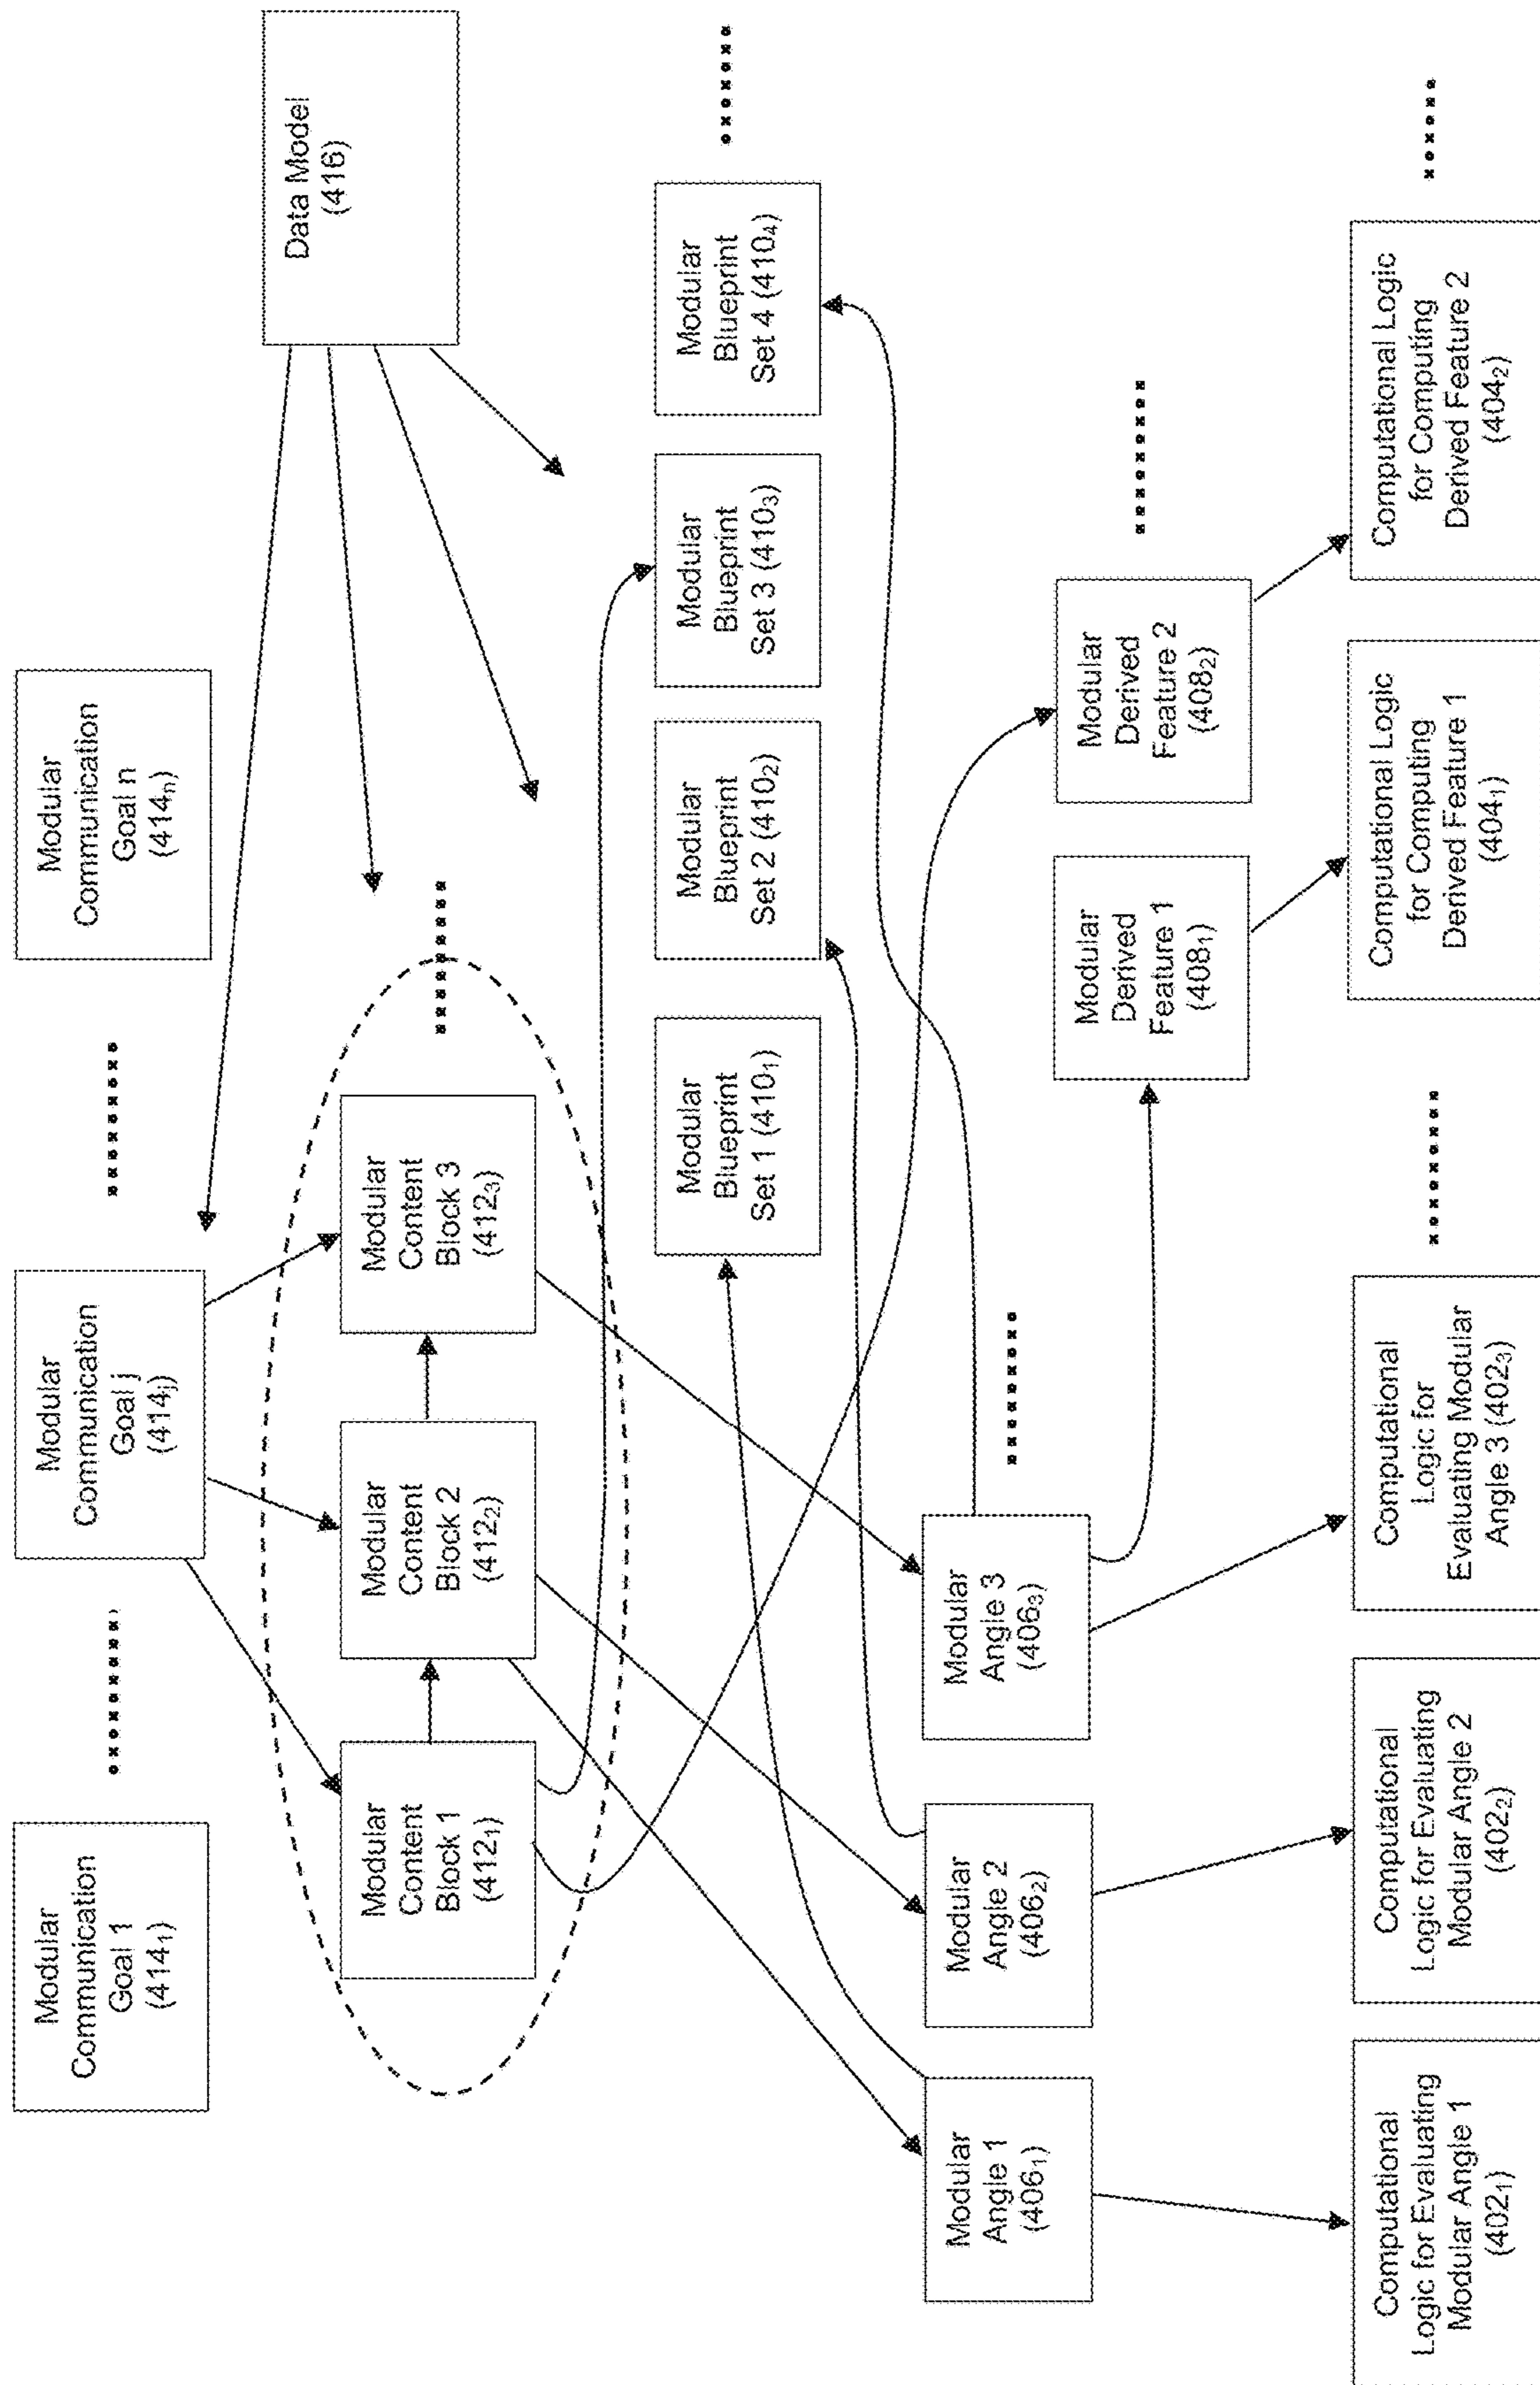 Modular
Communication
Goal 1
(414₁)
Modular
Communication
Goal j
(414ⱼ)
Modular
Communication
Goal n
(414ₙ)
Data Model
(416)
Modular
Content
Block 1
(412₁)
Modular
Content
Block 2
(412₂)
Modular
Content
Block 3
(412₃)
Modular
Blueprint
Set 1 (410₁)
Modular
Blueprint
Set 2 (410₂)
Modular
Blueprint
Set 3 (410₃)
Modular
Blueprint
Set 4 (410₄)
Modular
Angle 1
(406₁)
Modular
Angle 2
(406₂)
Modular
Angle 3
(406₃)
Modular
Derived
Feature 1
(408₁)
Modular
Derived
Feature 2
(408₂)
Computational
Logic for Evaluating
Modular Angle 1
(402₁)
Computational
Logic for Evaluating
Modular Angle 2
(402₂)
Computational
Logic for
Evaluating Modular
Angle 3 (402₃)
Computational Logic
for Computing
Derived Feature 1
(404₁)
Computational Logic
for Computing
Derived Feature 2
(404₂)